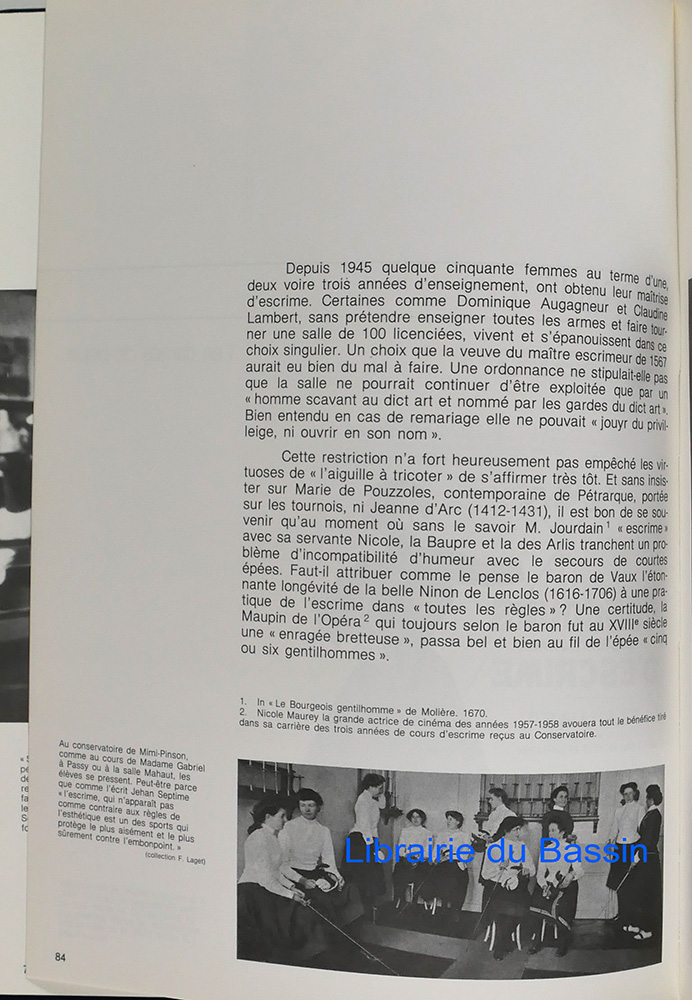 Depuis 1945 quelque cinquante femmes au terme d'une,
deux voire trois années d'enseignement, ont obtenu leur maîtrise
d'escrime. Certaines comme Dominique Augagneur et Claudine
Lambert, sans prétendre enseigner toutes les armes et faire tour-
ner une salle de 100 licenciées, vivent et s'épanouissent dans ce
choix singulier. Un choix que la veuve du maître escrimeur de 1567
aurait eu bien du mal à faire. Une ordonnance ne stipulait-elle pas
que la salle ne pourrait continuer d'être exploitée que par un
« homme scavant au dict art et nommé par les gardes du dict art ».
Bien entendu en cas de remariage elle ne pouvait « jouyr du privil-
leige, ni ouvrir en son nom ».
Cette restriction n'a fort heureusement pas empêché les vir-
tuoses de « l'aiguille à tricoter » de s'affirmer très tôt. Et sans insis-
ter sur Marie de Pouzzoles, contemporaine de Pétrarque, portée
sur les tournois, ni Jeanne d'Arc (1412-1431), il est bon de se sou-
venir qu'au moment où sans le savoir M. Jourdain 1 « escrime »
avec sa servante Nicole, la Baupre et la des Arlis tranchent un pro-
blème d'incompatibilité d'humeur avec le secours de courtes
épées. Faut-il attribuer comme le pense le baron de Vaux l'éton-
nante longévité de la belle Ninon de Lenclos (1616-1706) à une pra-
tique de l'escrime dans « toutes les règles » ? Une certitude, la
Maupin de l'Opéra 2 qui toujours selon le baron fut au XVIIIe siècle
une « enragée bretteuse », passa bel et bien au fil de l'épée « cinq
ou six gentilhommes ».
1. In « Le Bourgeois gentilhomme » de Molière. 1670.
2. Nicole Maurey la grande actrice de cinéma des années 1957-1958 avouera tout le bénéfice tiré
dans sa carrière des trois années de cours d'escrime reçus au Conservatoire.
Au conservatoire de Mimi-Pinson,
comme au cours de Madame Gabriel
à Passy ou à la salle Mahaut, les
élèves se pressent. Peut-être parce
que comme l'écrit Jehan Septime
« l'escrime, qui n'apparaît pas
comme contraire aux règles de
l'esthétique est un des sports qui
protège le plus aisément et le plus
sûrement contre l'embonpoint. »
(collection F. Laget)
Librairie du Bassin
84